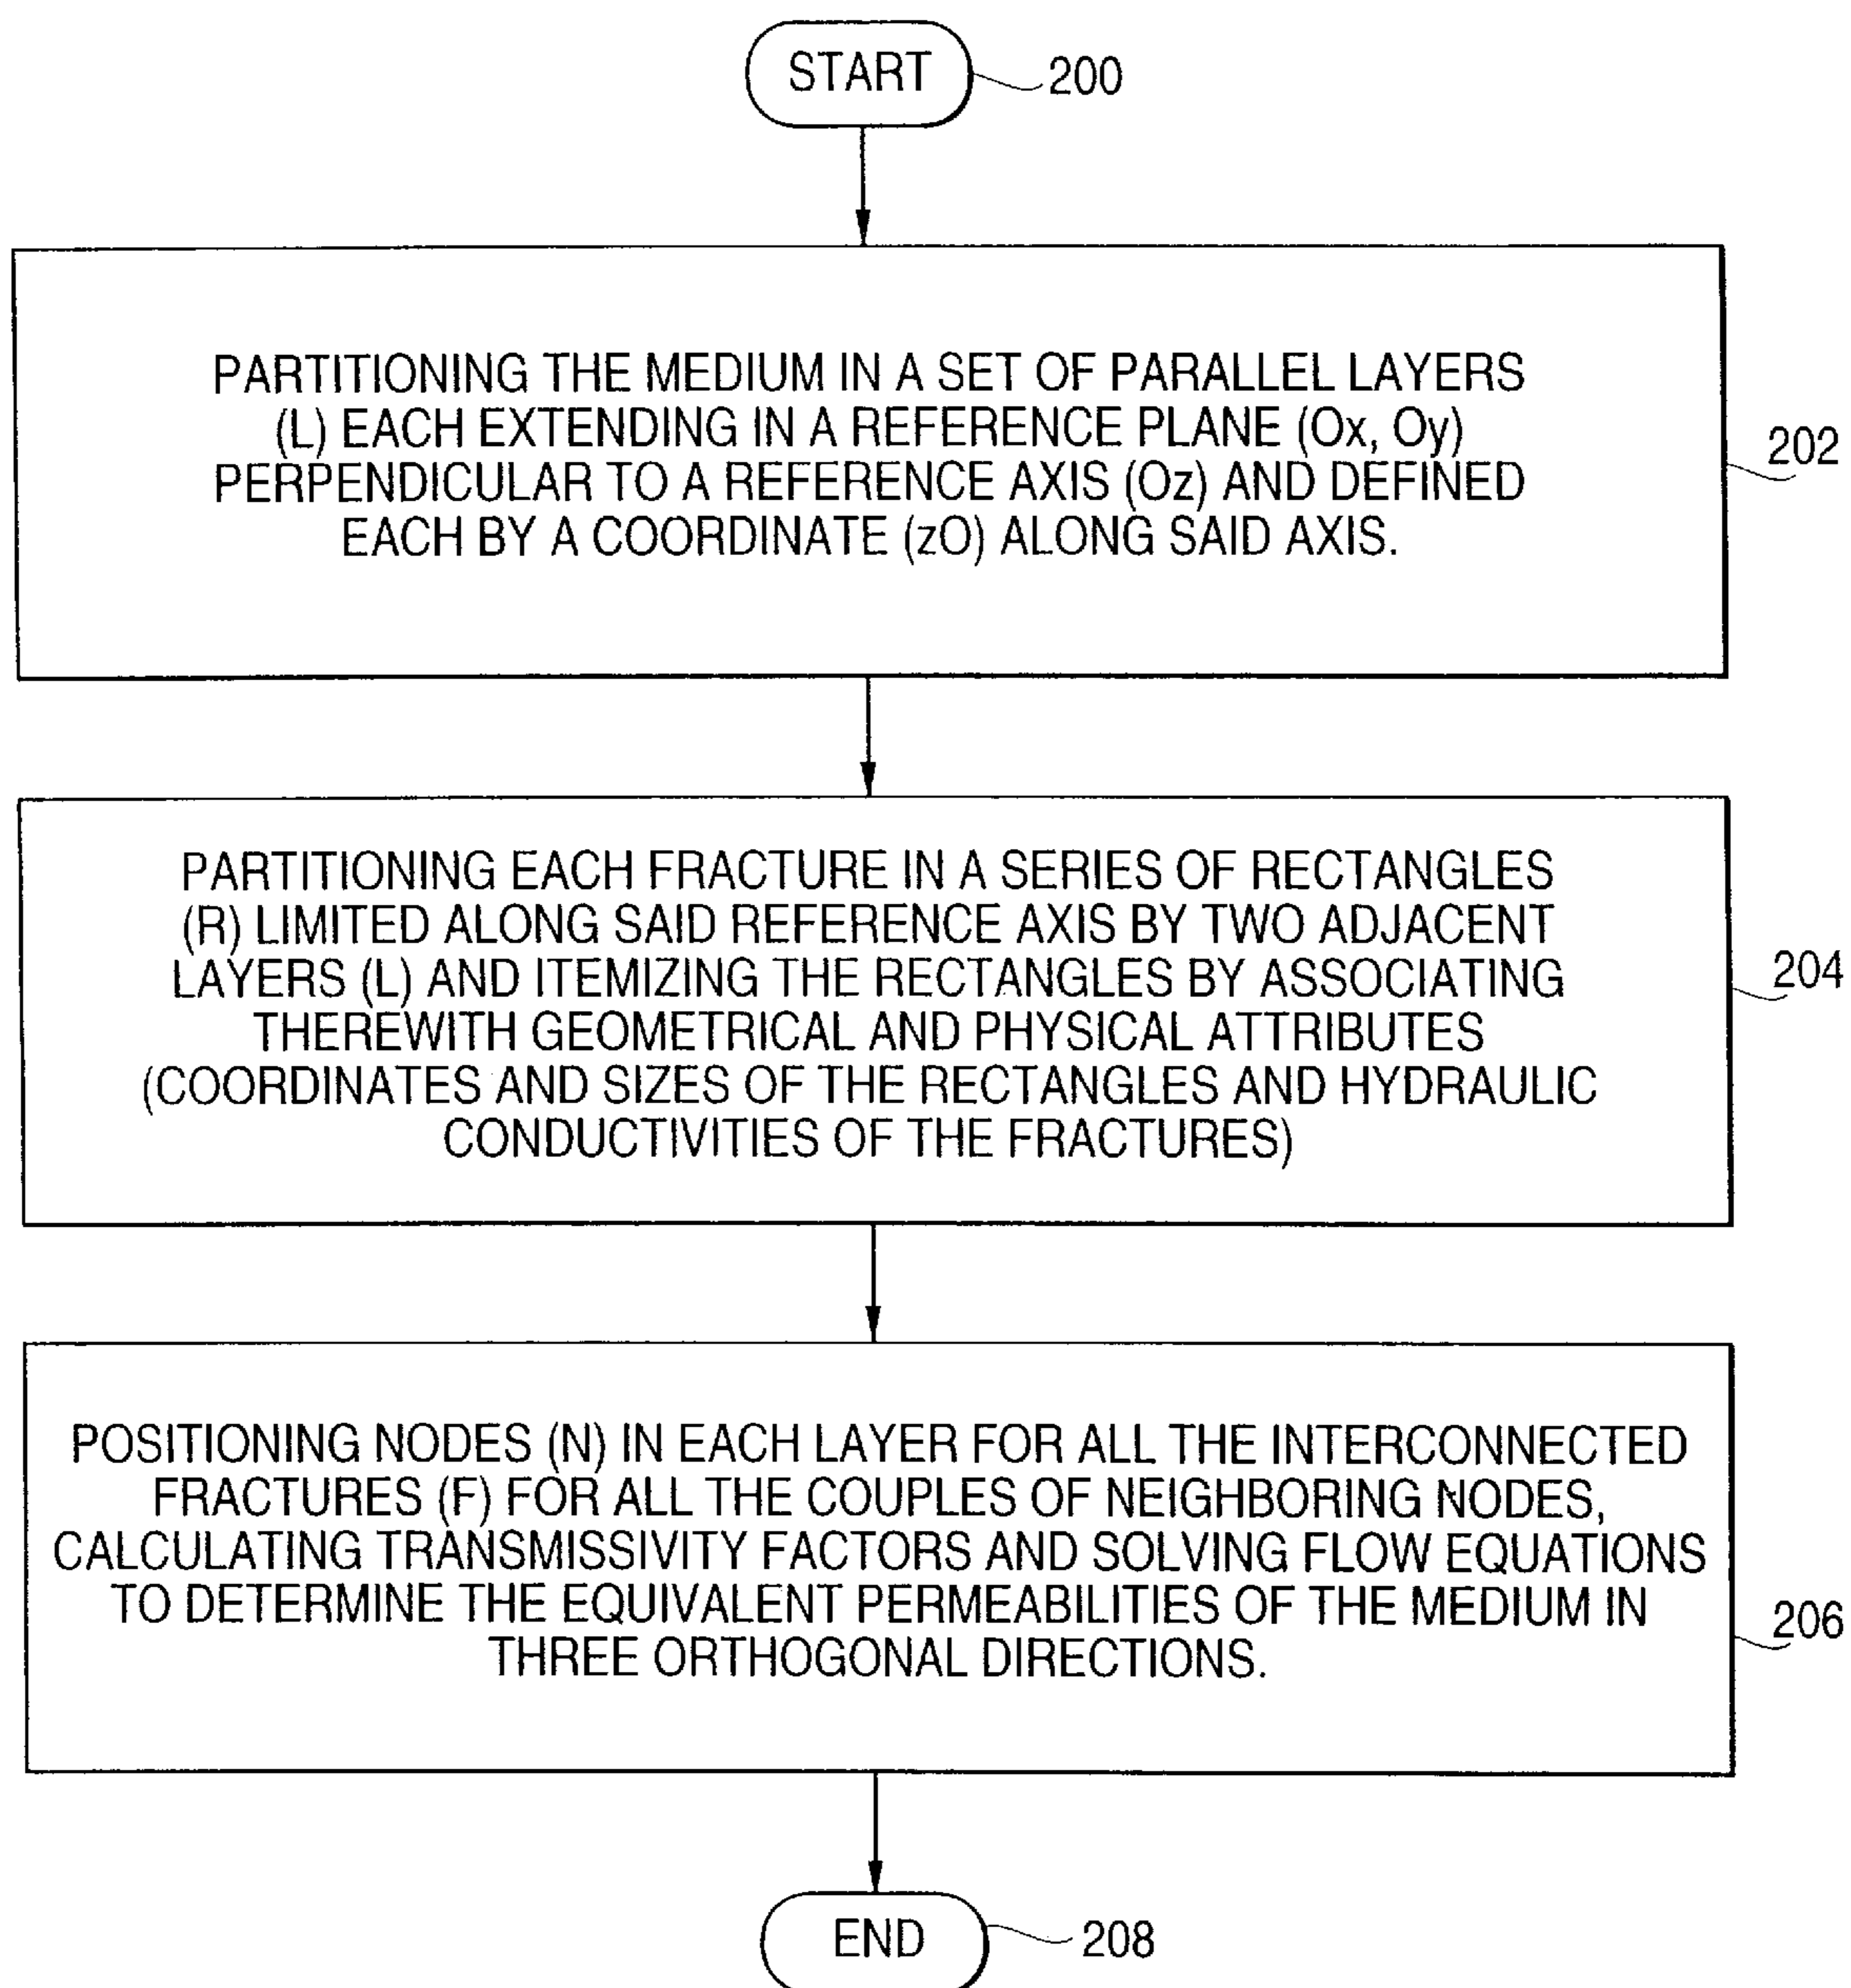 START
200
PARTITIONING THE MEDIUM IN A SET OF PARALLEL LAYERS
(L) EACH EXTENDING IN A REFERENCE PLANE (Ox, Oy)
PERPENDICULAR TO A REFERENCE AXIS (Oz) AND DEFINED
EACH BY A COORDINATE (zO) ALONG SAID AXIS.
202
PARTITIONING EACH FRACTURE IN A SERIES OF RECTANGLES
(R) LIMITED ALONG SAID REFERENCE AXIS BY TWO ADJACENT
LAYERS (L) AND ITEMIZING THE RECTANGLES BY ASSOCIATING
THEREWITH GEOMETRICAL AND PHYSICAL ATTRIBUTES
(COORDINATES AND SIZES OF THE RECTANGLES AND HYDRAULIC
CONDUCTIVITIES OF THE FRACTURES)
204
POSITIONING NODES (N) IN EACH LAYER FOR ALL THE INTERCONNECTED
FRACTURES (F) FOR ALL THE COUPLES OF NEIGHBORING NODES,
CALCULATING TRANSMISSIVITY FACTORS AND SOLVING FLOW EQUATIONS
TO DETERMINE THE EQUIVALENT PERMEABILITIES OF THE MEDIUM IN
THREE ORTHOGONAL DIRECTIONS.
206
END
208